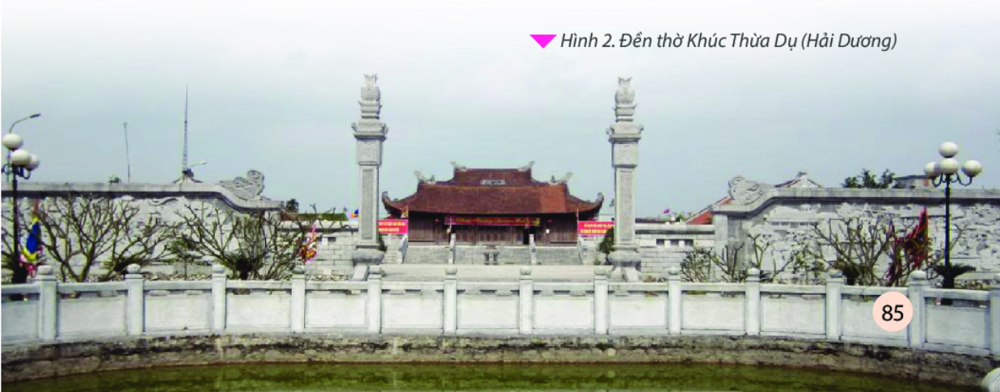 Hình 2. Đền thờ Khúc Thừa Dụ (Hải Dương)
85